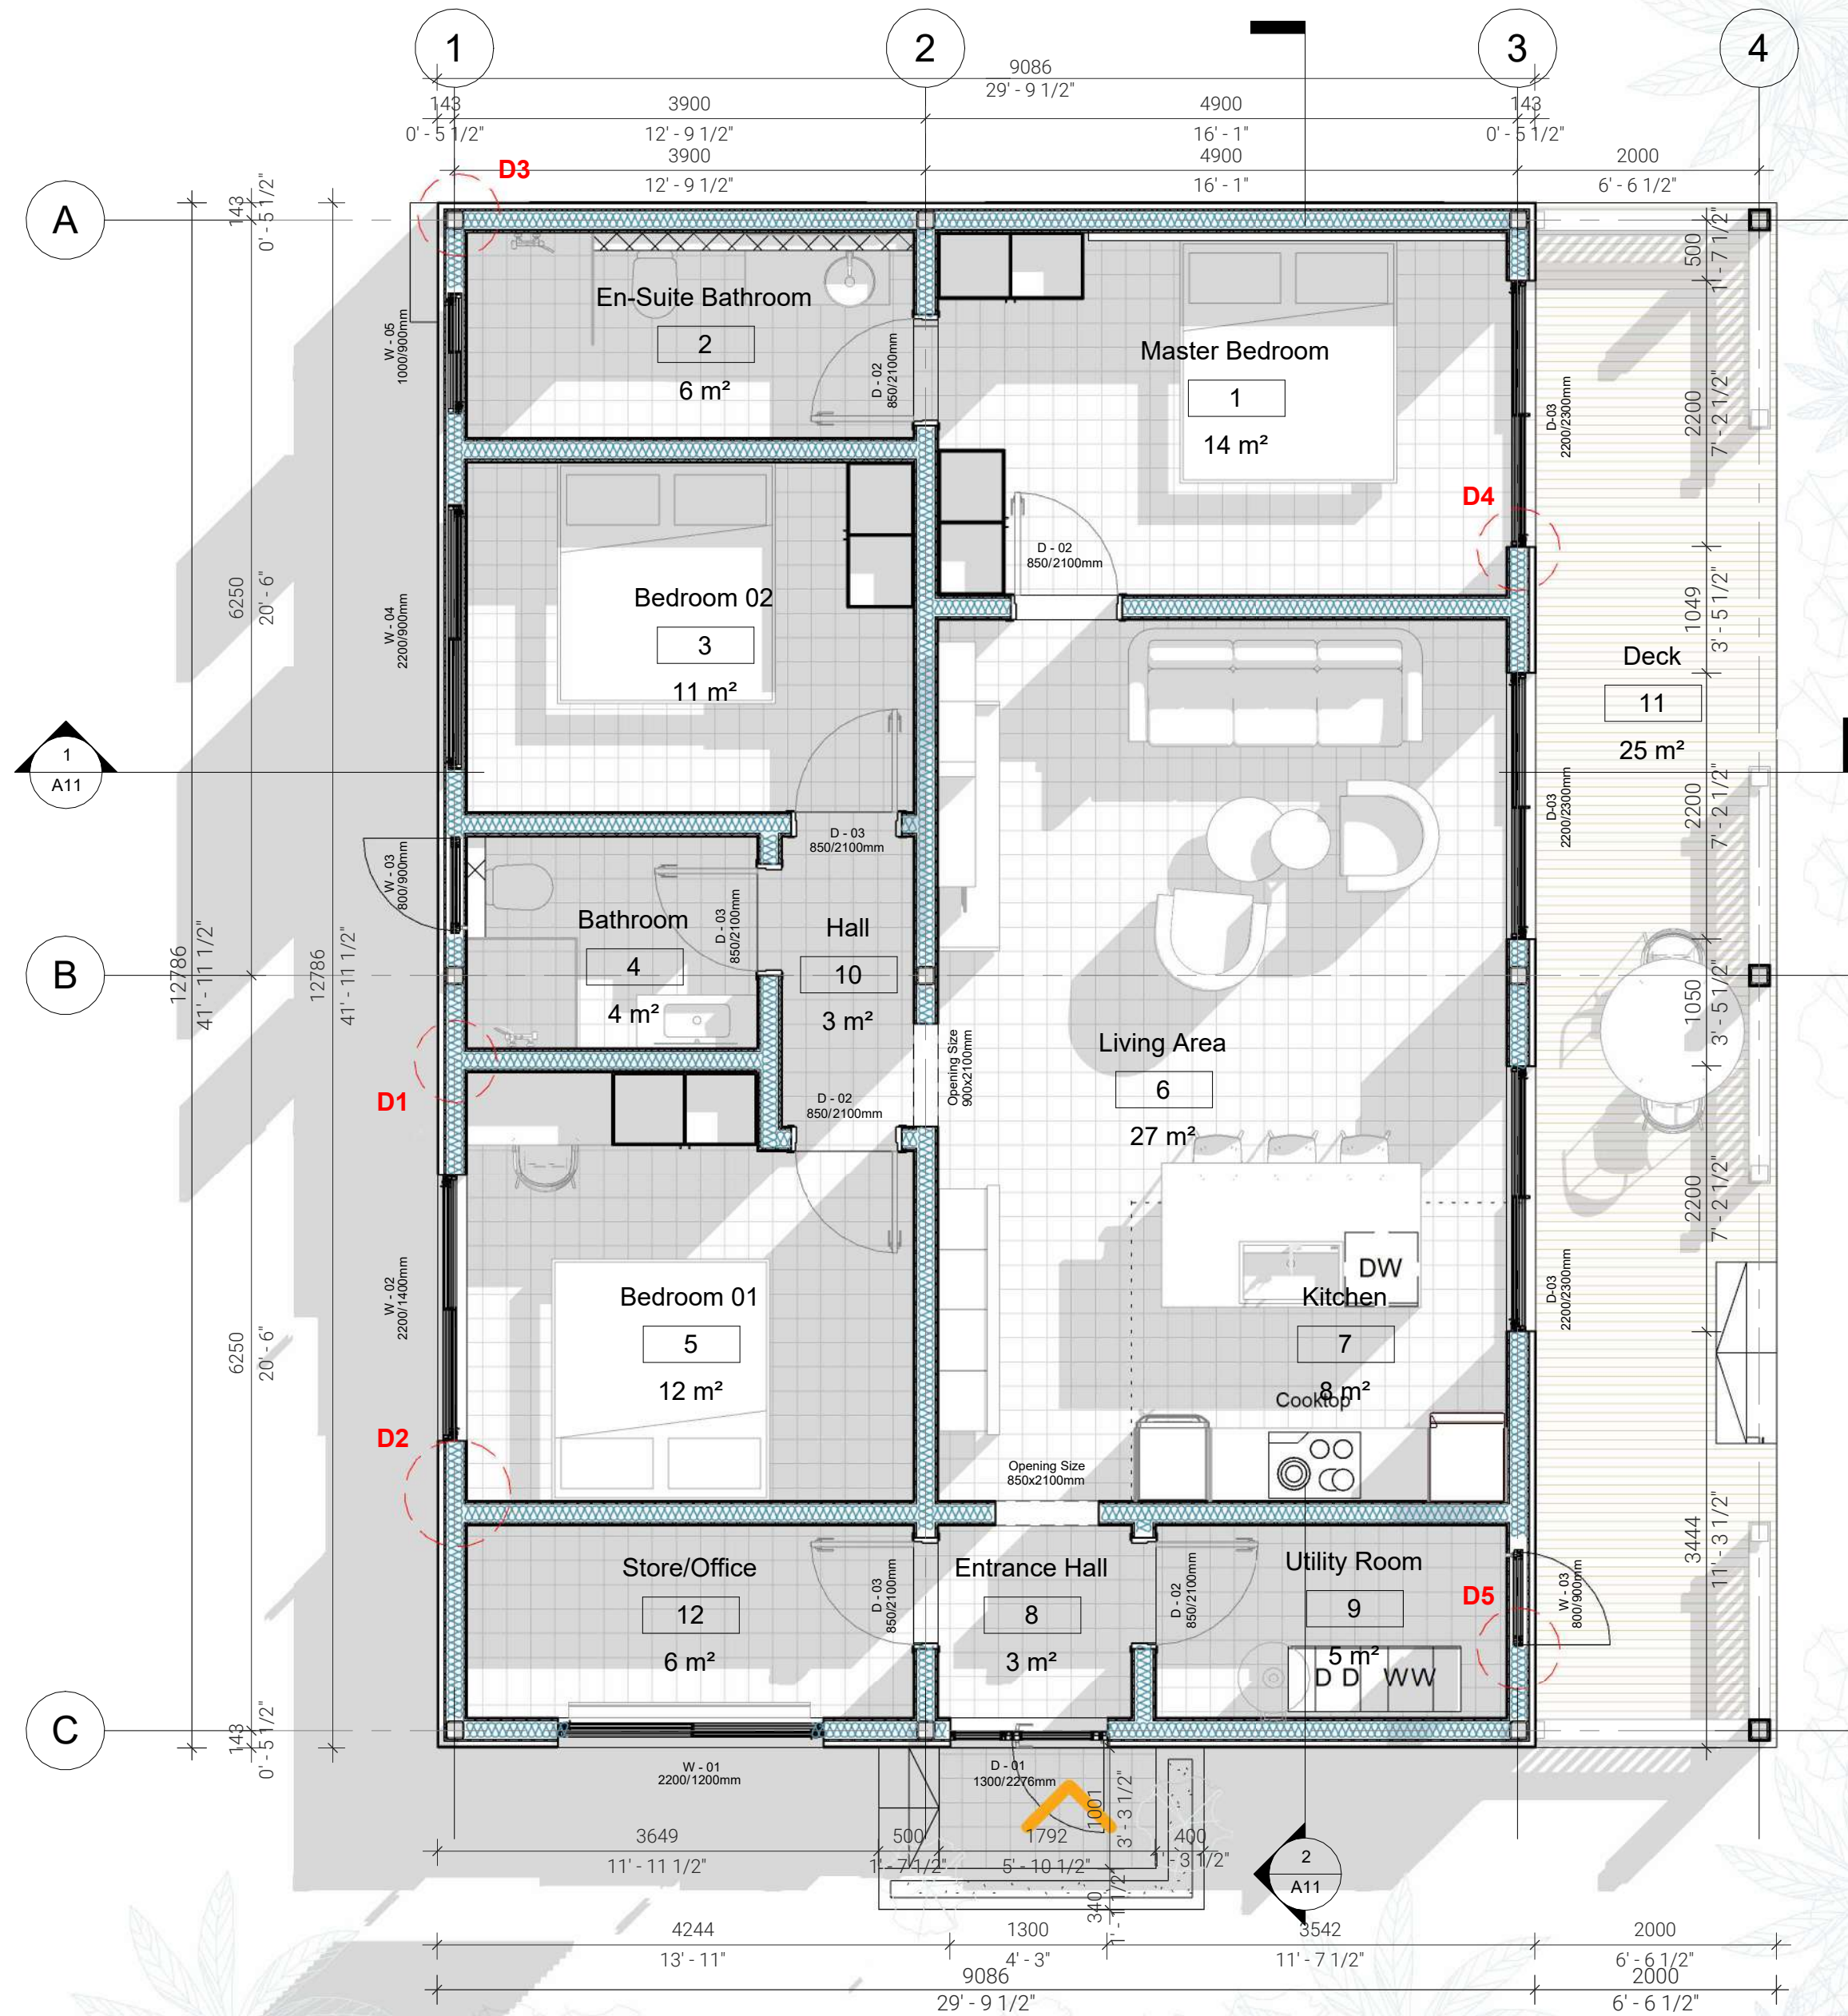 1
2
3
4
9086
29' - 9 1/2"
143
3900
4900
143
0' - 5 1/2"
12' - 9 1/2"
16' - 1"
0' - 5 1/2"
3900
4900
2000
12' - 9 1/2"
16' - 1"
6' - 6 1/2"
D3
A
143
0' - 5 1/2"
500
1' - 7 1/2"
En-Suite Bathroom
2
6 m²
W - 05
1000/900mm
D - 02
850/2100mm
Master Bedroom
1
14 m²
D-03
2200/2300mm
2200
7' - 2 1/2"
D4
D - 02
850/2100mm
6250
20' - 6"
W - 04
2200/900mm
Bedroom 02
3
11 m²
1049
3' - 5 1/2"
Deck
11
25 m²
1
A11
D - 03
850/2100mm
D-03
2200/2300mm
2200
7' - 2 1/2"
W - 03
800/900mm
Bathroom
4
4 m²
D - 03
850/2100mm
Hall
10
3 m²
B
12786
41' - 11 1/2"
12786
41' - 11 1/2"
1050
3' - 5 1/2"
Opening Size
900x2100mm
Living Area
6
27 m²
D1
D - 02
850/2100mm
2200
7' - 2 1/2"
W - 02
2200/1400mm
6250
20' - 6"
Bedroom 01
5
12 m²
DW
Kitchen
7
8 m²
Cooktop
D-03
2200/2300mm
D2
Opening Size
850x2100mm
3444
11' - 3 1/2"
Store/Office
12
6 m²
D - 03
850/2100mm
Entrance Hall
8
3 m²
D - 02
850/2100mm
Utility Room
9
5 m²
D D WW
D5
W - 03
800/900mm
C
143
0' - 5 1/2"
W - 01
2200/1200mm
D - 01
1300/2276mm
1001
3' - 3 1/2"
3649
500
1792
400
11' - 11 1/2"
1' - 7 1/2"
5' - 10 1/2"
1' - 3 1/2"
340
1' - 1 1/2"
2
A11
4244
1300
3542
2000
13' - 11"
4' - 3"
11' - 7 1/2"
6' - 6 1/2"
9086
2000
29' - 9 1/2"
6' - 6 1/2"